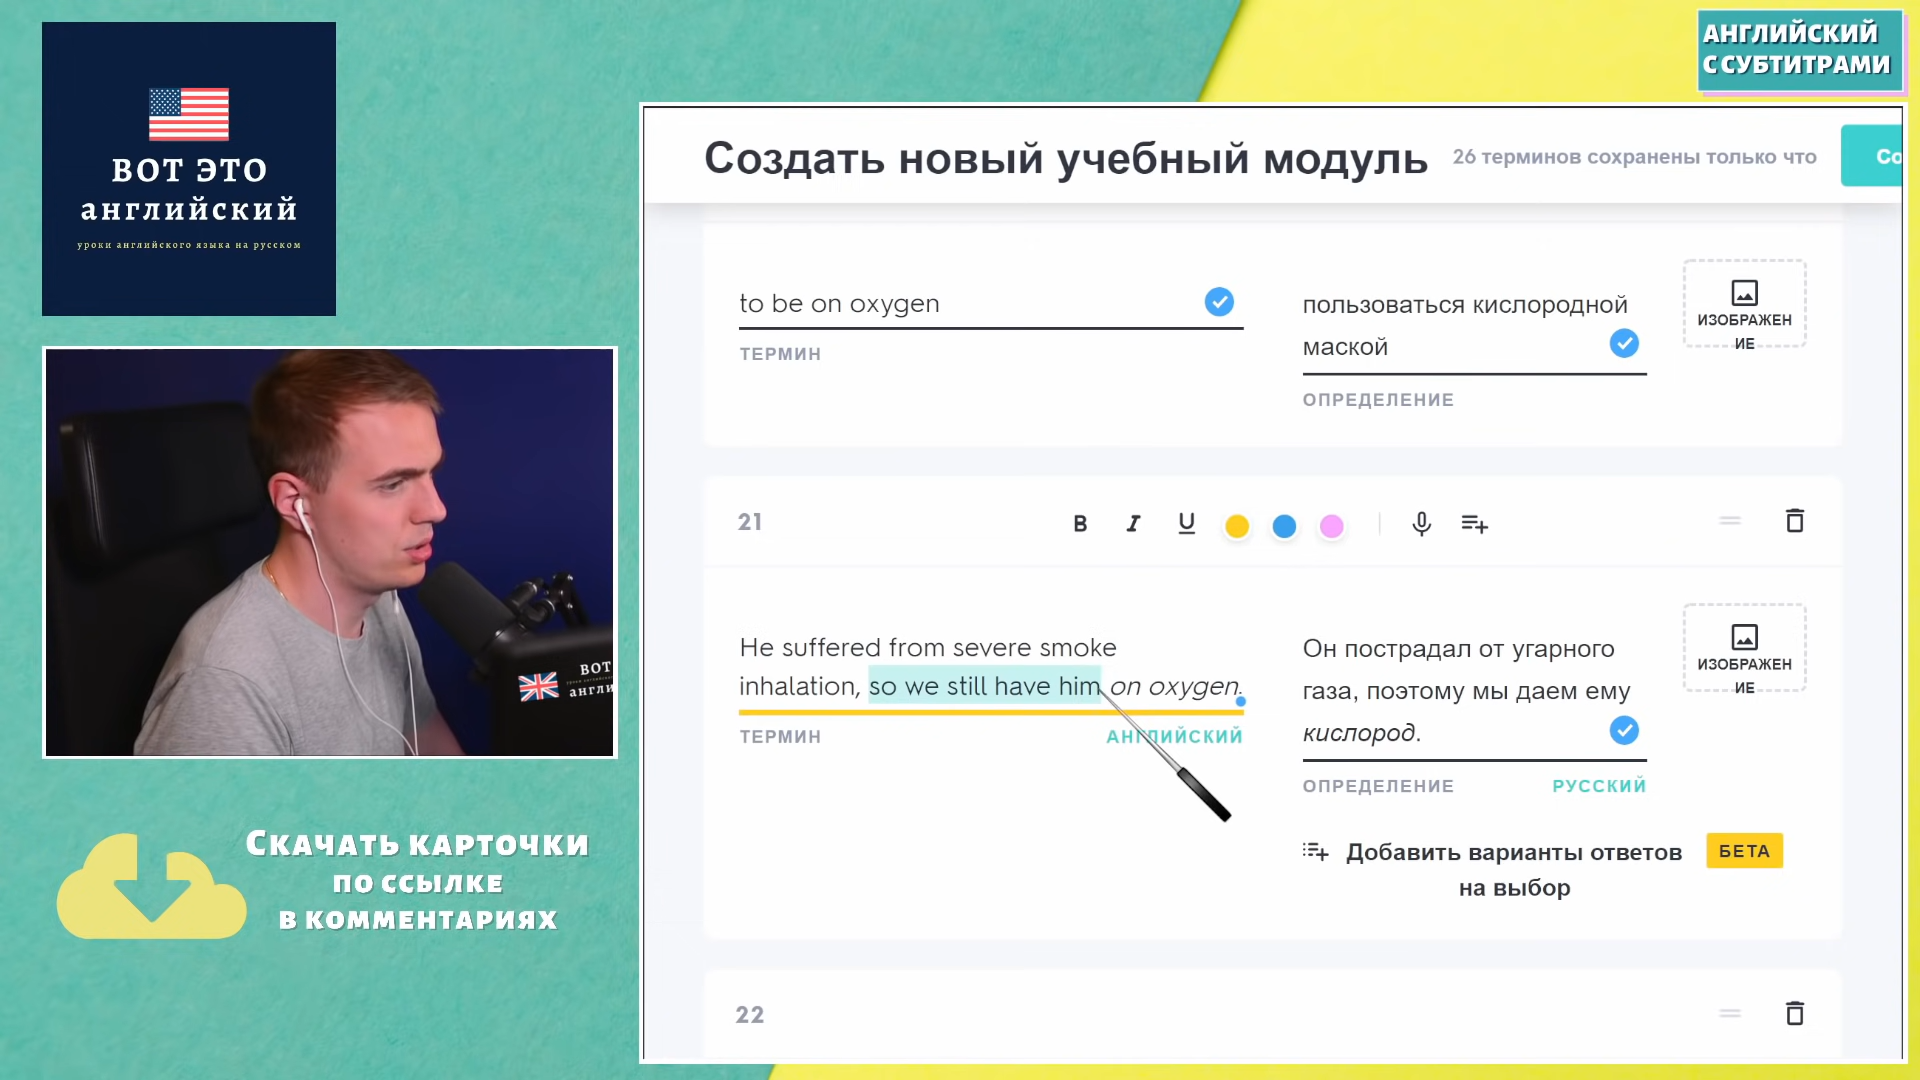 АНГЛИЙСКИЙ
С СУБТИТРАМИ
ВОТ ЭТО
английский
уроки английского языка на русском
Создать новый учебный модуль
26 терминов сохранены только что
Со
to be on oxygen
ТЕРМИН
пользоваться кислородной
маской
ОПРЕДЕЛЕНИЕ
ИЗОБРАЖЕН
ИЕ
21
B I U
He suffered from severe smoke
inhalation, so we still have him on oxygen.
ТЕРМИН
АНГЛИЙСКИЙ
Он пострадал от угарного
газа, поэтому мы даем ему
кислород.
ОПРЕДЕЛЕНИЕ
РУССКИЙ
ИЗОБРАЖЕН
ИЕ
Добавить варианты ответов
на выбор
БЕТА
22
ВОТ
англи
Скачать карточки
по ссылке
в комментариях